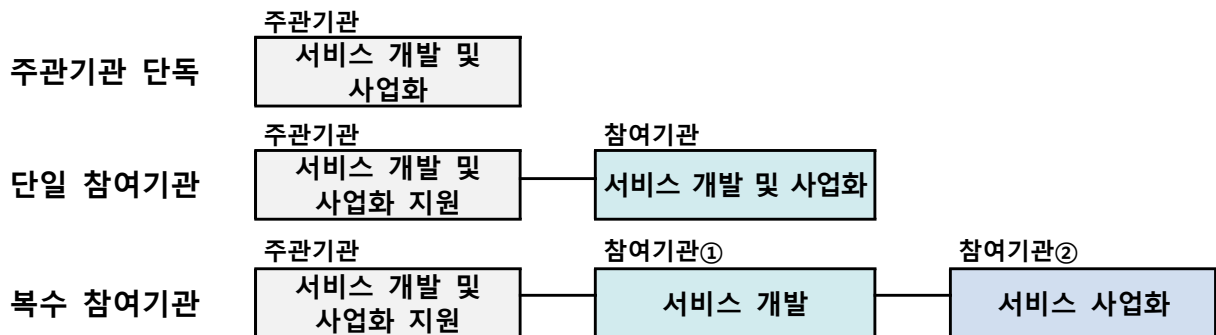 주관기관
주관기관 단독
서비스 개발 및
사업화
주관기관
참여기관
단일 참여기관
서비스 개발 및
사업화 지원
서비스 개발 및 사업화
주관기관
참여기관①
참여기관②
복수 참여기관
서비스 개발 및
사업화 지원
서비스 개발
서비스 사업화